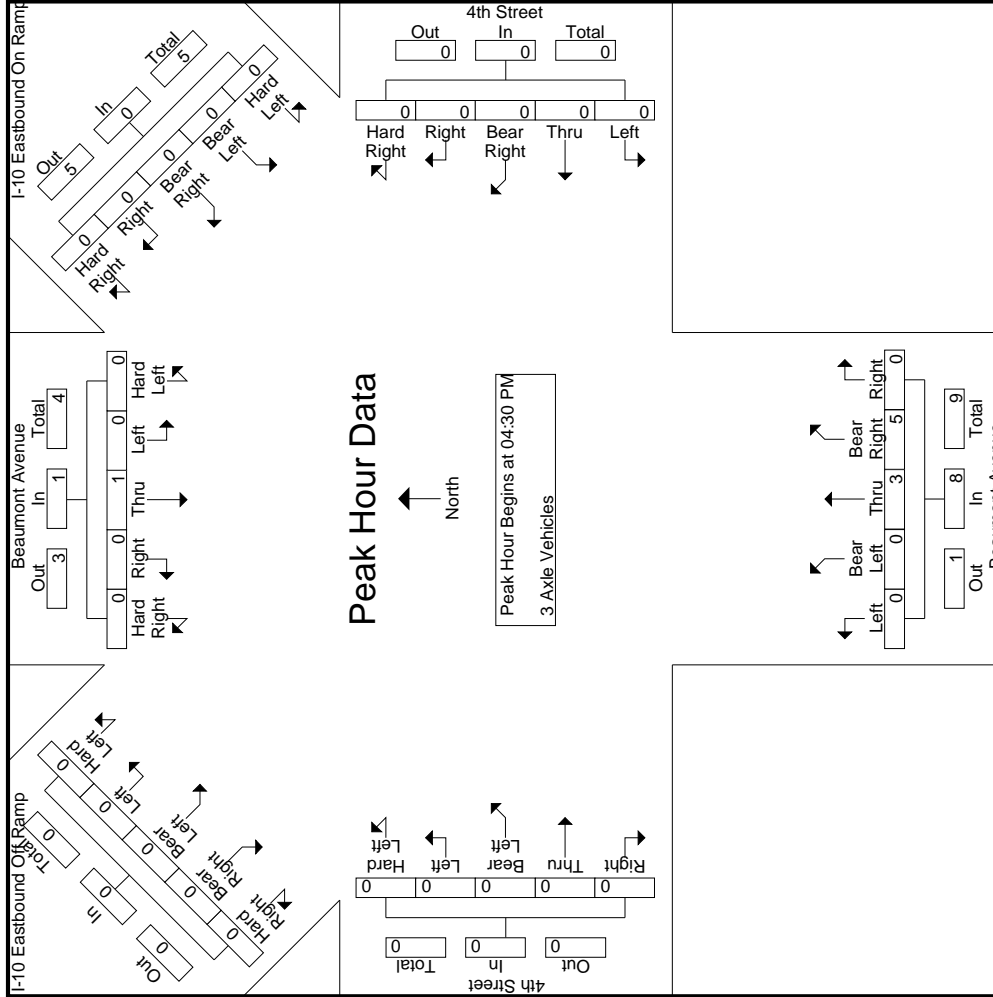 I-10 Eastbound On Ramp
Out
In
Total
5
0
5
0
0
0
0
0
Hard Right
Right
Bear Right
Bear Left
Hard Left
4th Street
Out
In
Total
0
0
0
0
0
0
0
0
Hard Right
Right
Bear Right
Thru
Left
Beaumont Avenue
Out
In
Total
3
1
4
0
0
1
0
0
Hard Right
Right
Thru
Left
Hard Left
Peak Hour Data
North
Peak Hour Begins at 04:30 PM
3 Axle Vehicles
Left
Bear Left
Thru
Bear Right
Right
0
0
3
5
0
1
8
9
Out
In
Total
Beaumont Avenue
I-10 Eastbound Off Ramp
Total
In
Out
0
0
0
0
0
0
0
0
Hard Left
Left
Bear Left
Bear Right
Hard Right
Hard Left
Left
Bear Left
Thru
Right
0
0
0
0
0
0
0
0
Total
In
Out
4th Street